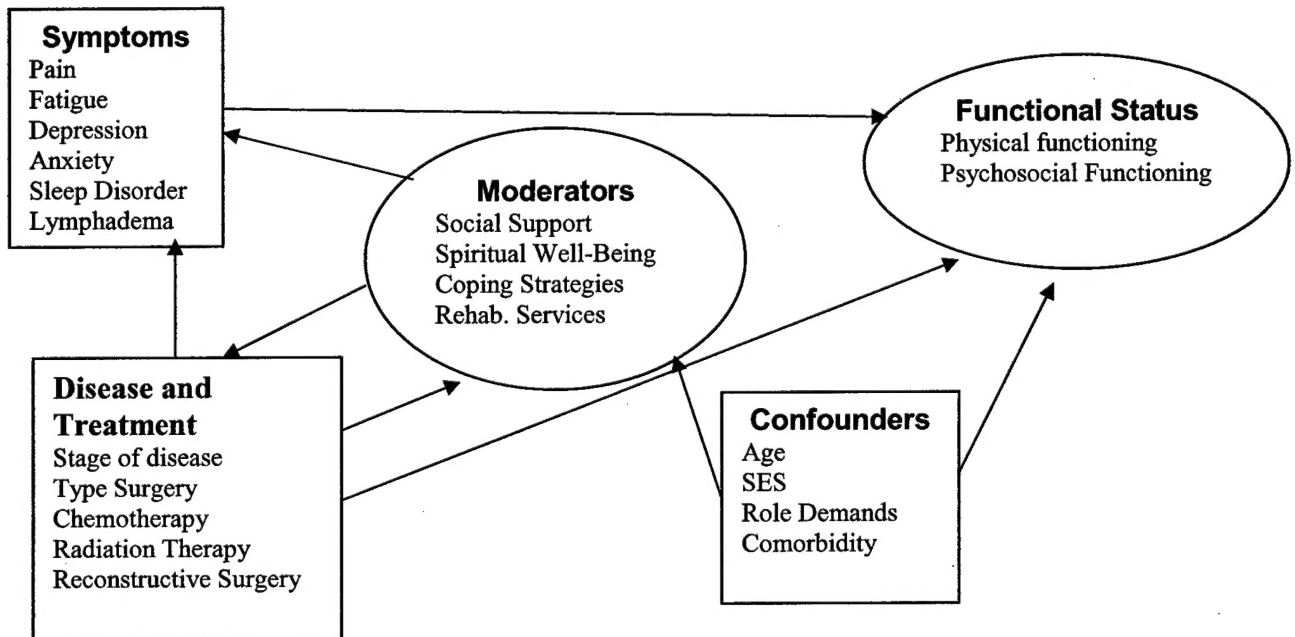 Symptoms
Pain
Fatigue
Depression
Anxiety
Sleep Disorder
Lymphadema
Functional Status
Physical functioning
Psychosocial Functioning
Moderators
Social Support
Spiritual Well-Being
Coping Strategies
Rehab. Services
Disease and
Treatment
Stage of disease
Type Surgery
Chemotherapy
Radiation Therapy
Reconstructive Surgery
Confounders
Age
SES
Role Demands
Comorbidity